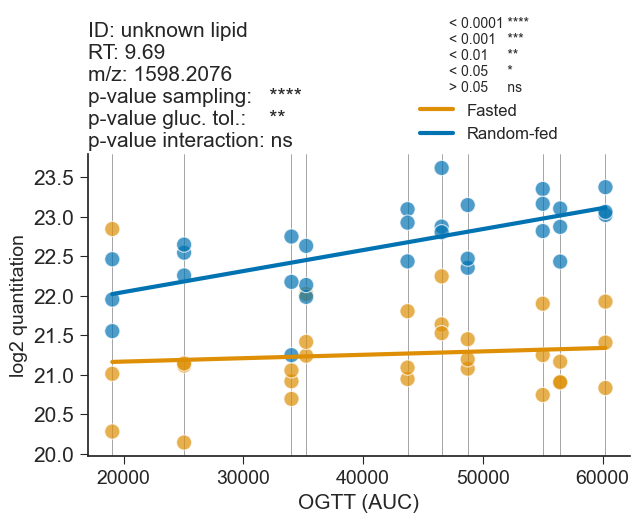 ID: unknown lipid
RT: 9.69
m/z: 1598.2076
p-value sampling: ****
p-value gluc. tol.: **
p-value interaction: ns
< 0.0001 ****
< 0.001 ***
< 0.01 **
< 0.05 *
> 0.05 ns
Fasted
Random-fed
log2 quantitation
23.5
23.0
22.5
22.0
21.5
21.0
20.5
20.0
20000 30000 40000 50000 60000
OGTT (AUC)